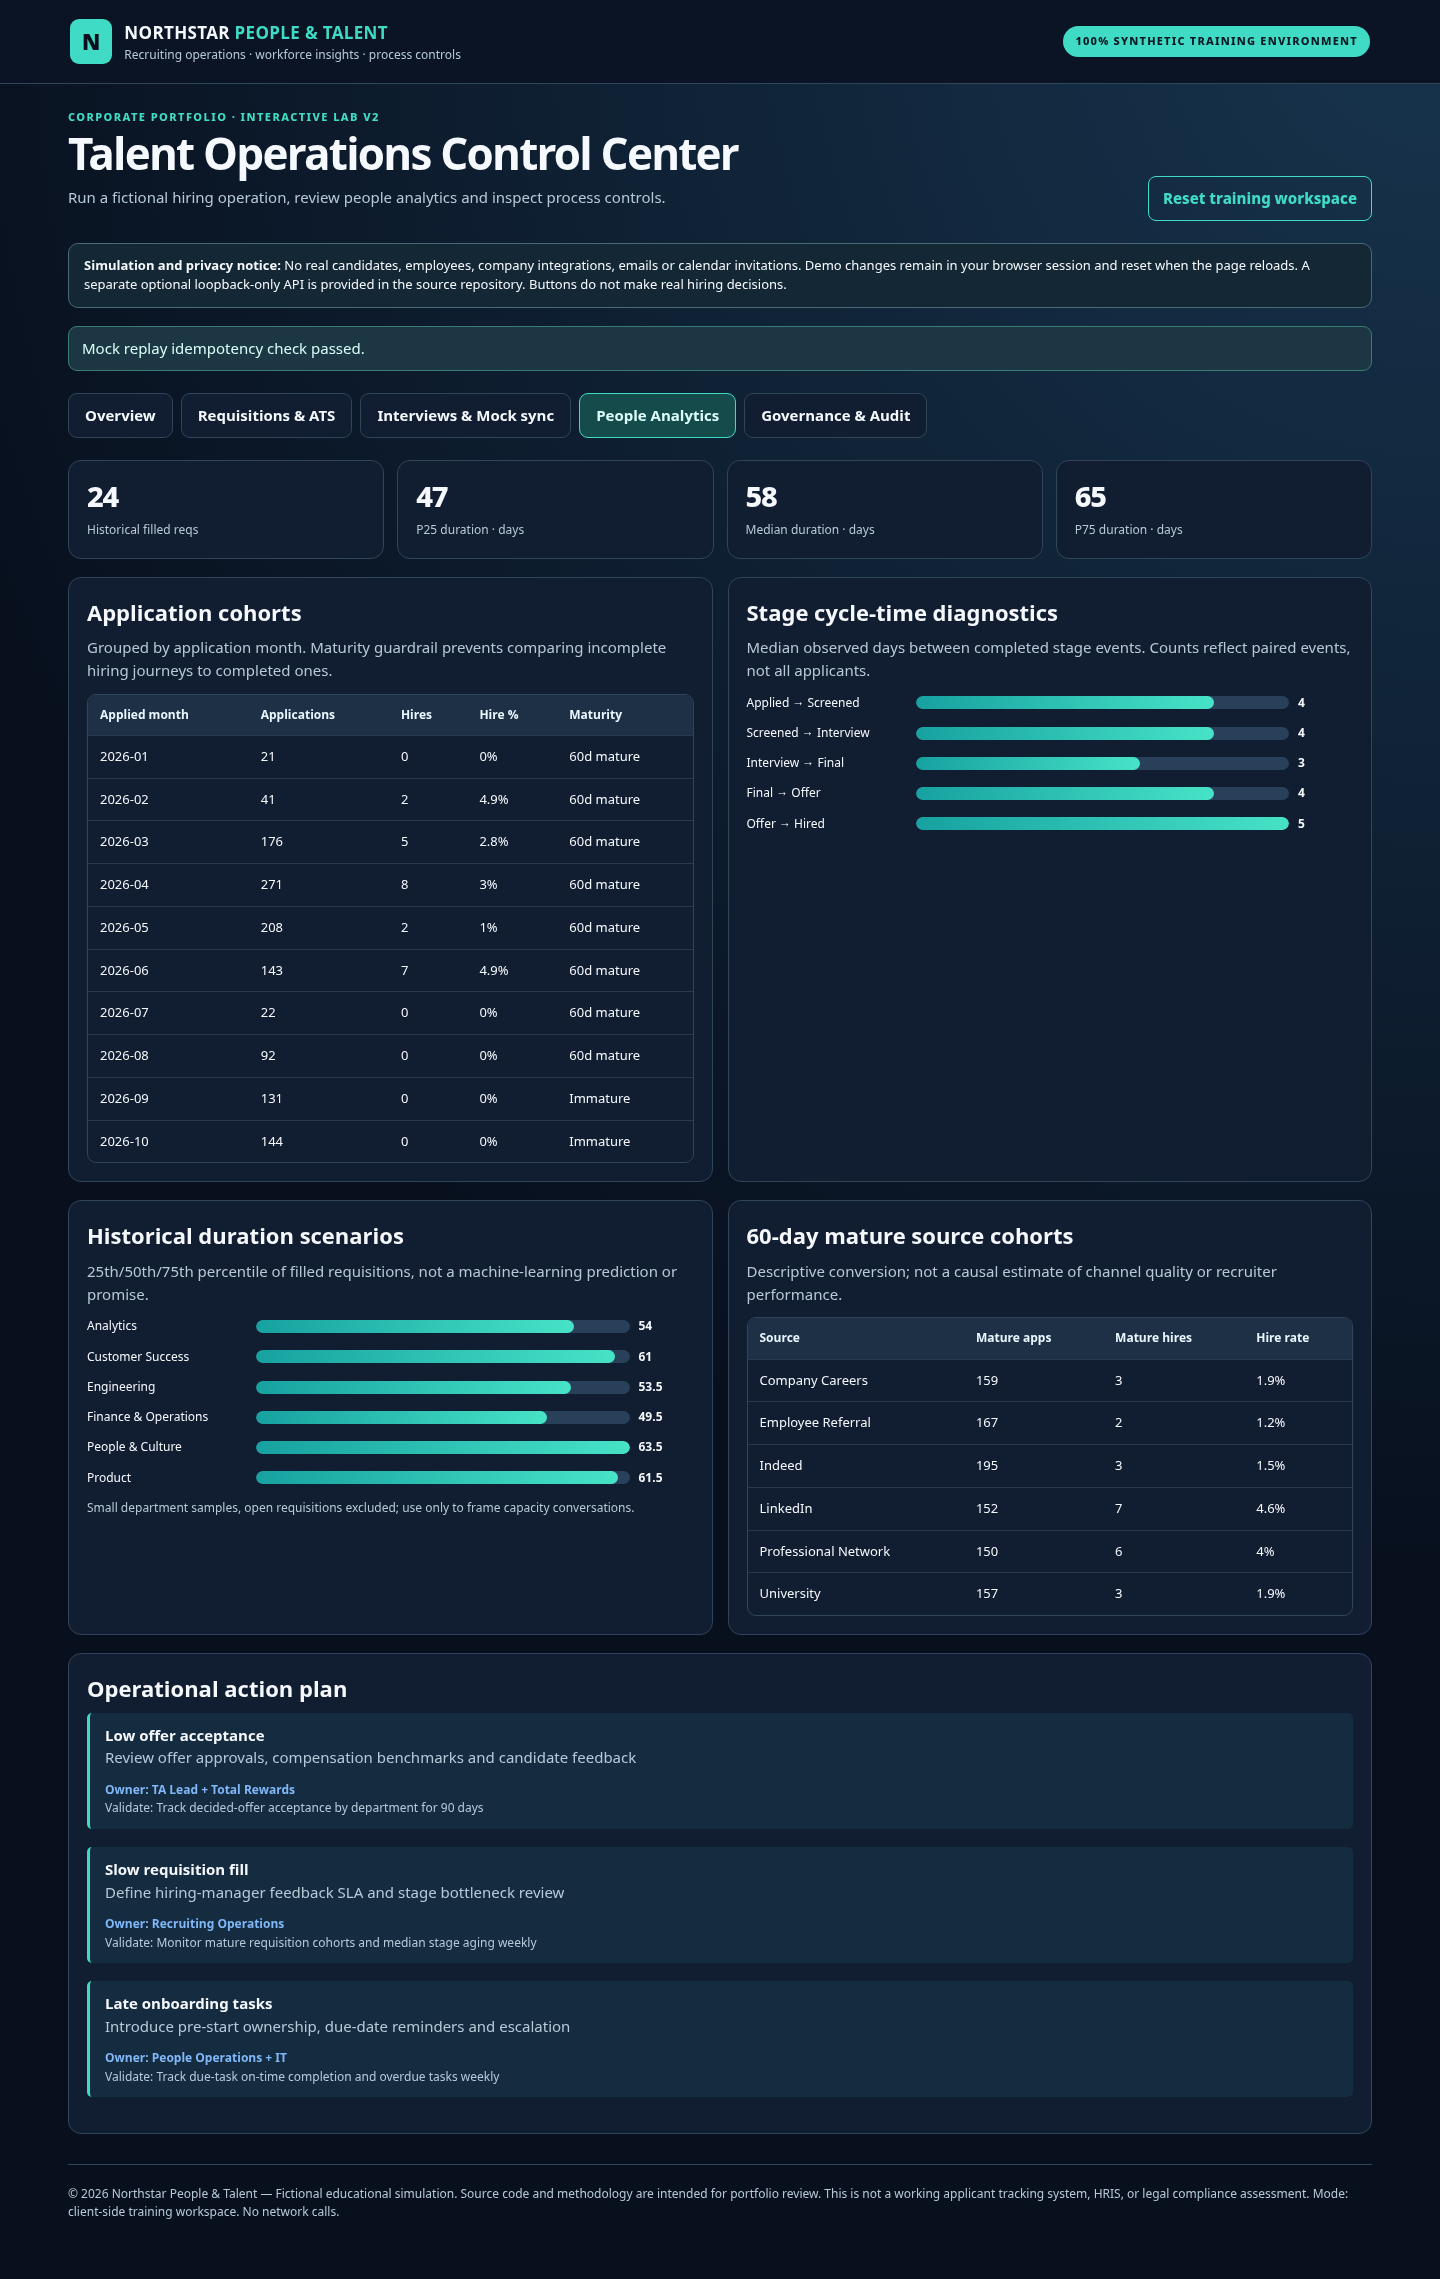 N
NORTHSTAR PEOPLE & TALENT
Recruiting operations · workforce insights · process controls
100% SYNTHETIC TRAINING ENVIRONMENT
CORPORATE PORTFOLIO · INTERACTIVE LAB V2
Talent Operations Control Center
Run a fictional hiring operation, review people analytics and inspect process controls.
Reset training workspace
Simulation and privacy notice: No real candidates, employees, company integrations, emails or calendar invitations. Demo changes remain in your browser session and reset when the page reloads. A
separate optional loopback-only API is provided in the source repository. Buttons do not make real hiring decisions.
Mock replay idempotency check passed.
Overview
Requisitions & ATS
Interviews & Mock sync
People Analytics
Governance & Audit
24
Historical filled reqs
47
P25 duration · days
58
Median duration · days
65
P75 duration · days
Application cohorts
Grouped by application month. Maturity guardrail prevents comparing incomplete
hiring journeys to completed ones.
Applied month Applications Hires Hire % Maturity
2026-01 21 0 0% 60d mature
2026-02 41 2 4.9% 60d mature
2026-03 176 5 2.8% 60d mature
2026-04 271 8 3% 60d mature
2026-05 208 2 1% 60d mature
2026-06 143 7 4.9% 60d mature
2026-07 22 0 0% 60d mature
2026-08 92 0 0% 60d mature
2026-09 131 0 0% Immature
2026-10 144 0 0% Immature
Stage cycle-time diagnostics
Median observed days between completed stage events. Counts reflect paired events,
not all applicants.
Applied → Screened 4
Screened → Interview 4
Interview → Final 3
Final → Offer 4
Offer → Hired 5
Historical duration scenarios
25th/50th/75th percentile of filled requisitions, not a machine-learning prediction or
promise.
Analytics 54
Customer Success 61
Engineering 53.5
Finance & Operations 49.5
People & Culture 63.5
Product 61.5
Small department samples, open requisitions excluded; use only to frame capacity conversations.
60-day mature source cohorts
Descriptive conversion; not a causal estimate of channel quality or recruiter
performance.
Source Mature apps Mature hires Hire rate
Company Careers 159 3 1.9%
Employee Referral 167 2 1.2%
Indeed 195 3 1.5%
LinkedIn 152 7 4.6%
Professional Network 150 6 4%
University 157 3 1.9%
Operational action plan
Low offer acceptance
Review offer approvals, compensation benchmarks and candidate feedback
Owner: TA Lead + Total Rewards
Validate: Track decided-offer acceptance by department for 90 days
Slow requisition fill
Define hiring-manager feedback SLA and stage bottleneck review
Owner: Recruiting Operations
Validate: Monitor mature requisition cohorts and median stage aging weekly
Late onboarding tasks
Introduce pre-start ownership, due-date reminders and escalation
Owner: People Operations + IT
Validate: Track due-task on-time completion and overdue tasks weekly
© 2026 Northstar People & Talent — Fictional educational simulation. Source code and methodology are intended for portfolio review. This is not a working applicant tracking system, HRIS, or legal compliance assessment. Mode:
client-side training workspace. No network calls.